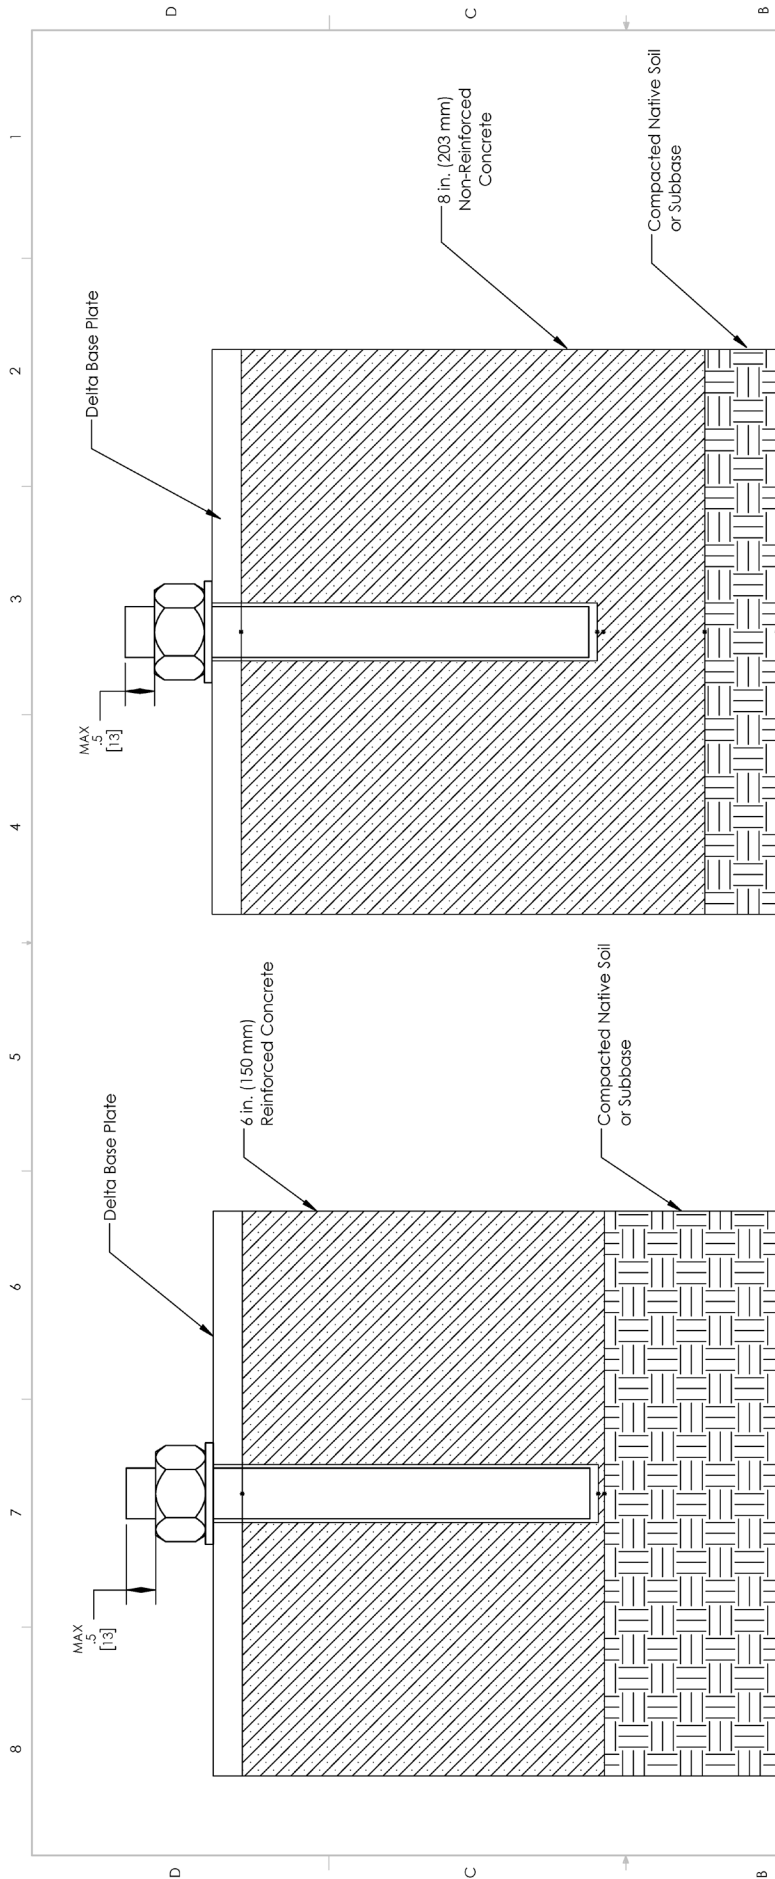 8
7
6
5
4
3
2
1
D
D
C
C
B
B
MAX
.5
[13]
Delta Base Plate
6 in. (150 mm)
Reinforced Concrete
Compacted Native Soil
or Subbase
MAX
.5
[13]
Delta Base Plate
8 in. (203 mm)
Non-Reinforced
Concrete
Compacted Native Soil
or Subbase